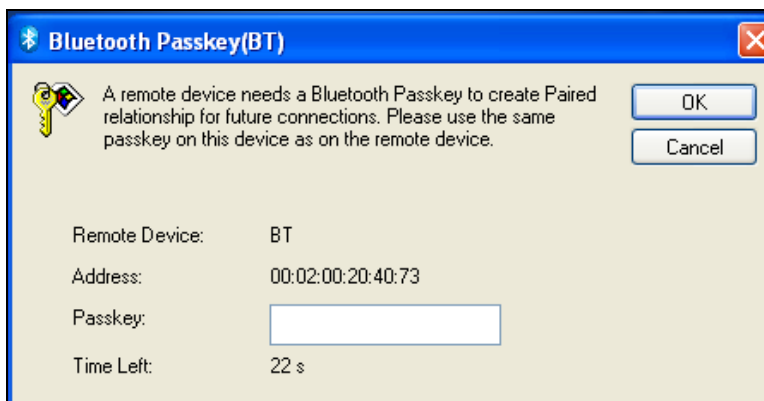 Bluetooth Passkey(BT)
A remote device needs a Bluetooth Passkey to create Paired
relationship for future connections. Please use the same
passkey on this device as on the remote device.
OK
Cancel
Remote Device: BT
Address: 00:02:00:20:40:73
Passkey:
Time Left: 22 s